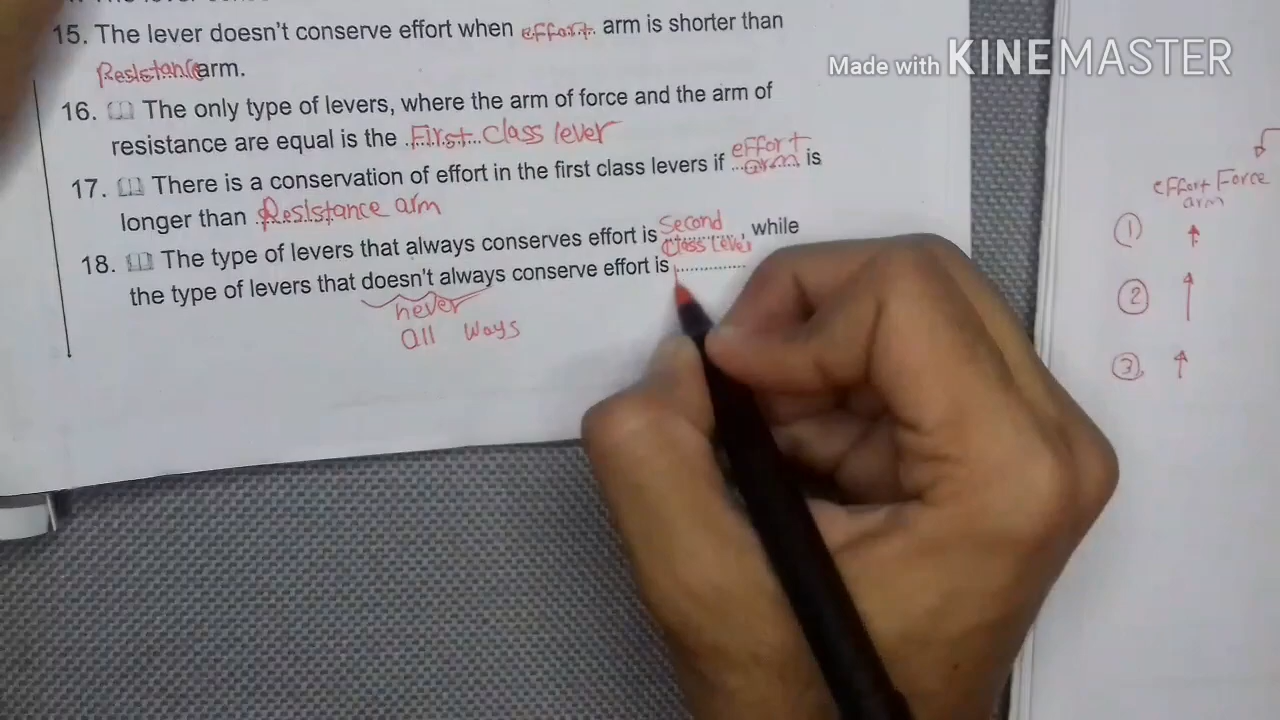 15. The lever doesn't conserve effort when effort arm is shorter than
Resistance arm.
16. The only type of levers, where the arm of force and the arm of
resistance are equal is the First class lever
17. There is a conservation of effort in the first class levers if effort arm is
longer than Resistance arm
18. The type of levers that always conserves effort is second class lever, while
the type of levers that doesn't always conserve effort is ...............
never
all ways
Made with KINEMASTER
effort Force
arm
1
2
3